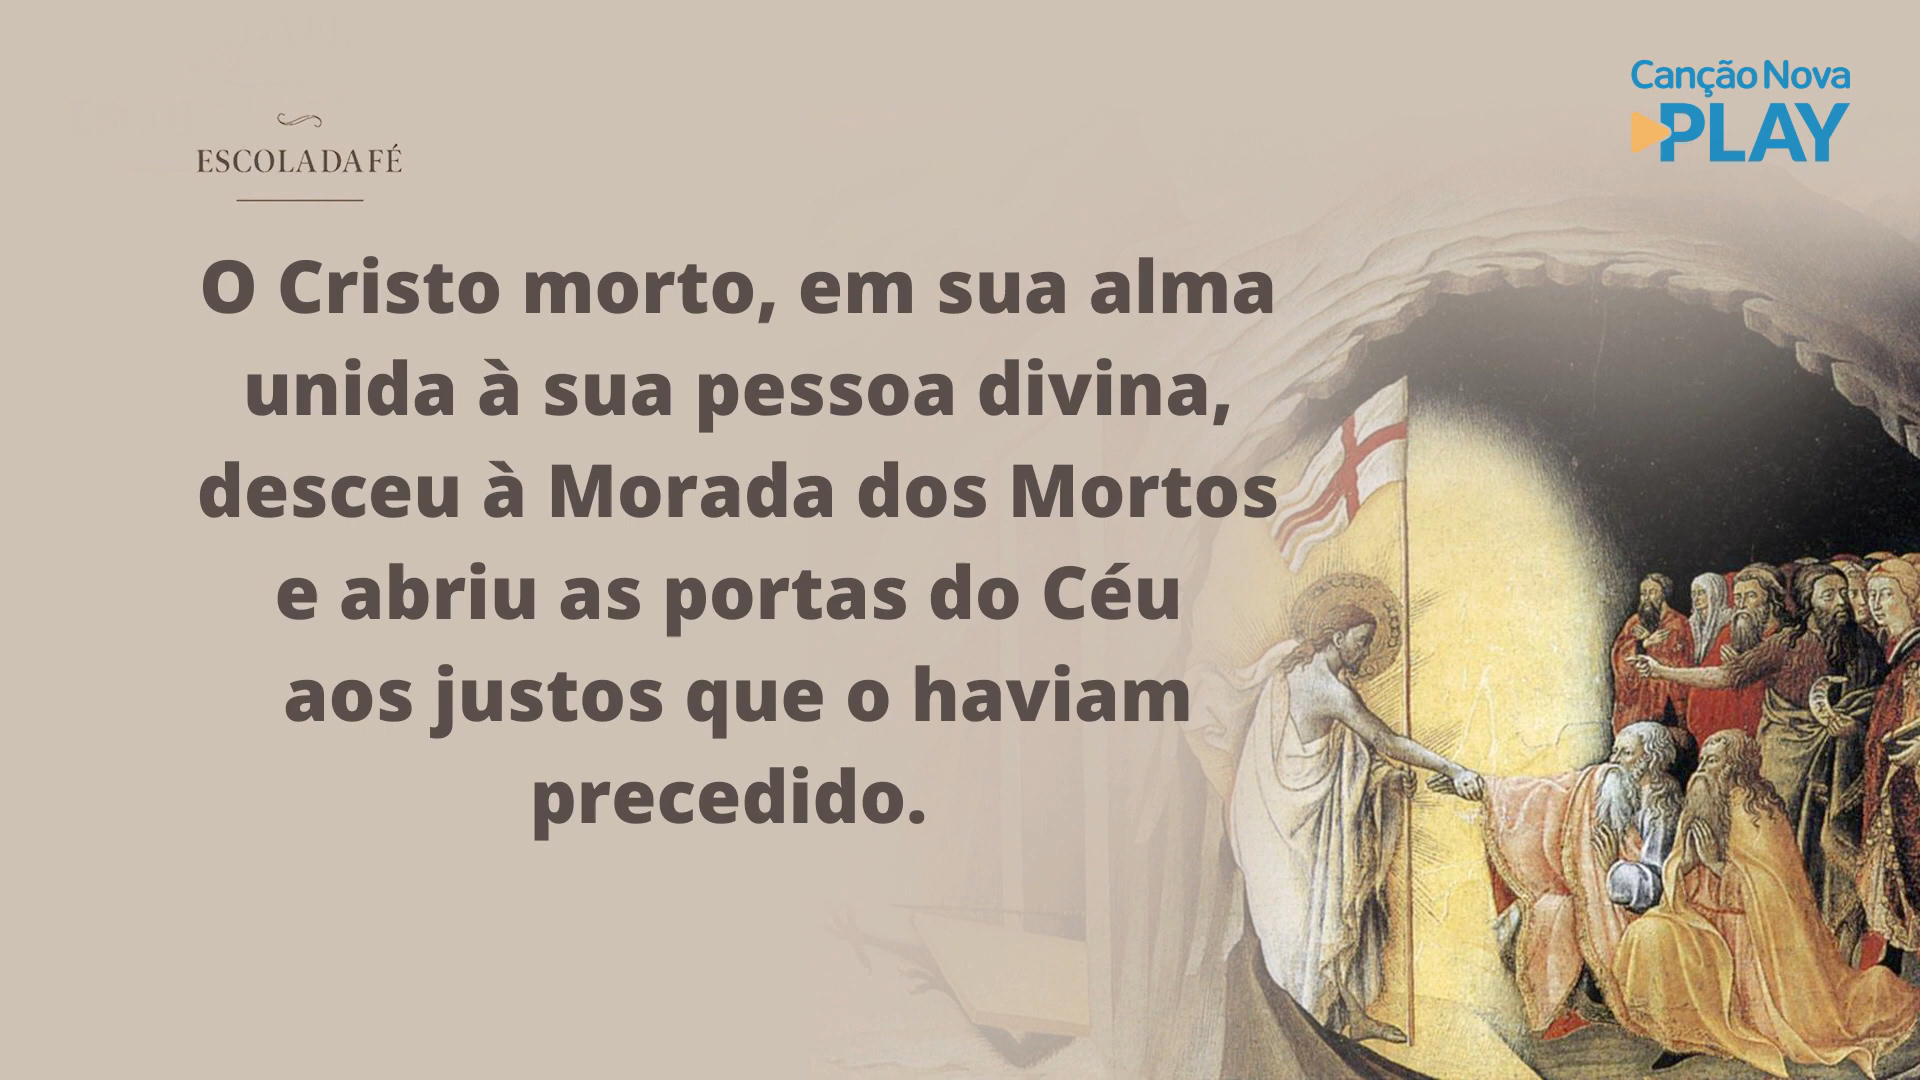 Canção Nova
PLAY
ESCOLADAFÉ
O Cristo morto, em sua alma
unida à sua pessoa divina,
desceu à Morada dos Mortos
e abriu as portas do Céu
aos justos que o haviam
precedido.